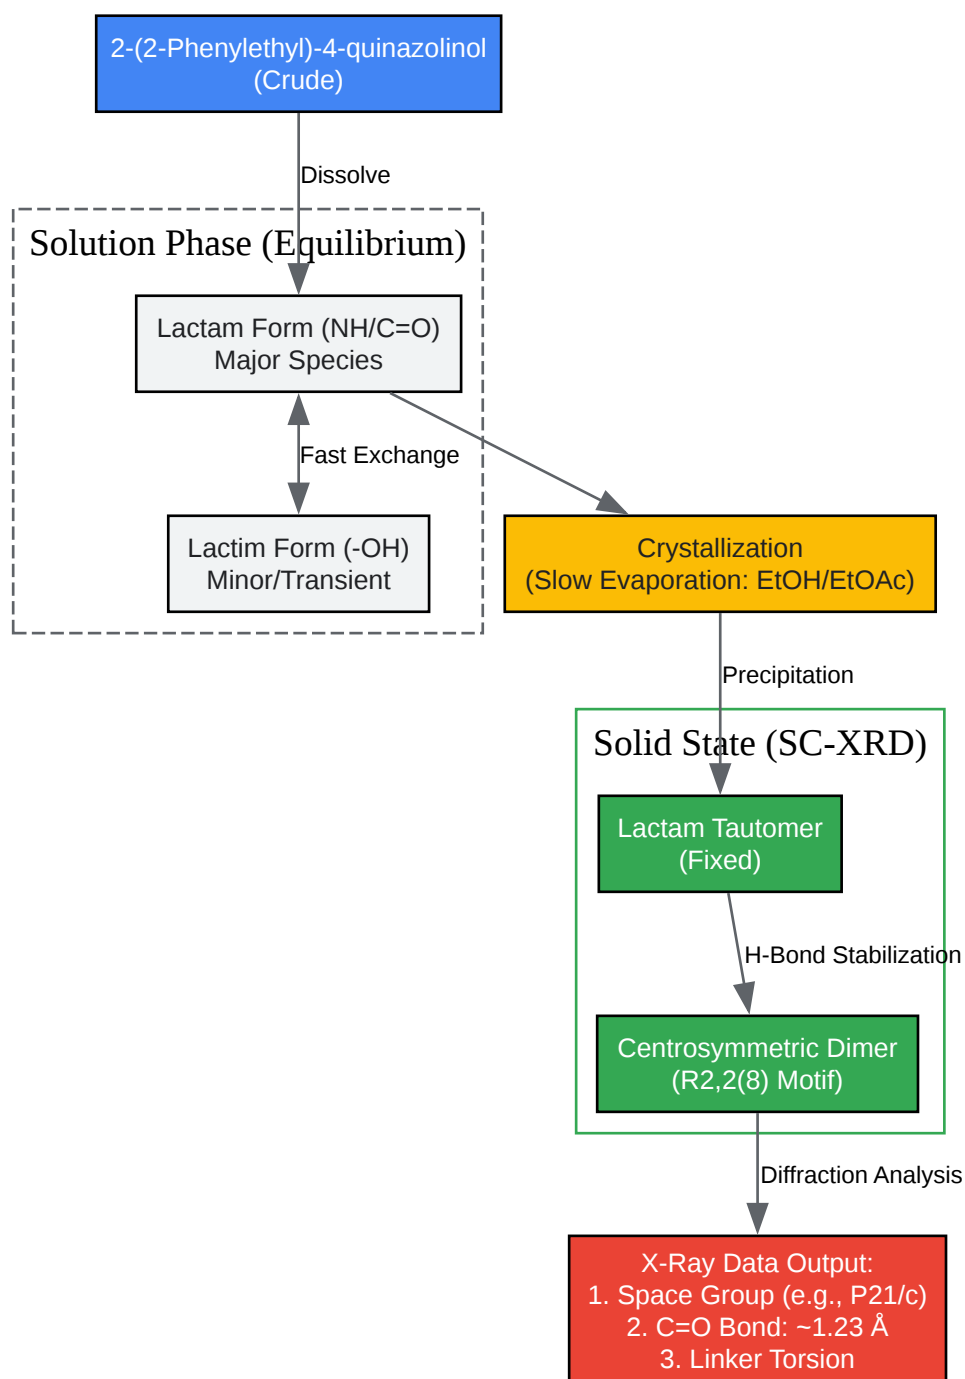 2-(2-Phenylethyl)-4-quinazolinol
(Crude)
Dissolve
Solution Phase (Equilibrium)
Lactam Form (NH/C=O)
Major Species
Fast Exchange
Lactim Form (-OH)
Minor/Transient
Crystallization
(Slow Evaporation: EtOH/EtOAc)
Precipitation
Solid State (SC-XRD)
Lactam Tautomer
(Fixed)
H-Bond Stabilization
Centrosymmetric Dimer
(R2,2(8) Motif)
Diffraction Analysis
X-Ray Data Output:
1. Space Group (e.g., P21/c)
2. C=O Bond: ~1.23 Å
3. Linker Torsion